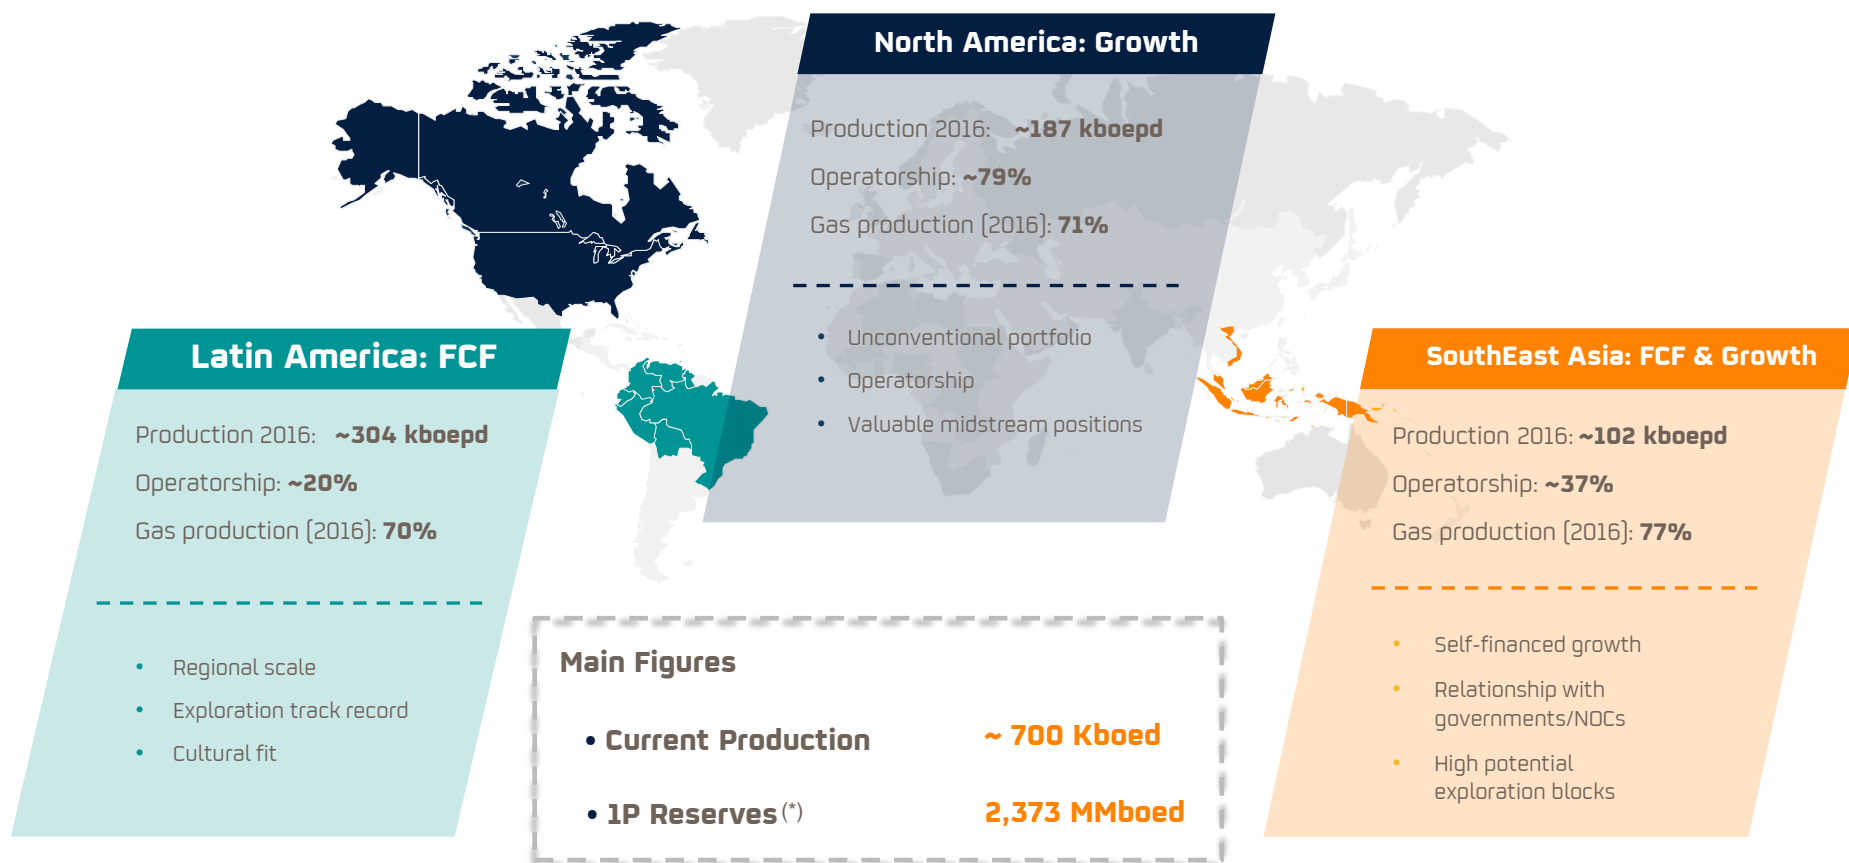 North America: Growth
Production 2016: ~187 kboepd
Operatorship: ~79%
Gas production (2016): 71%
• Unconventional portfolio
• Operatorship
• Valuable midstream positions
Latin America: FCF
Production 2016: ~304 kboepd
Operatorship: ~20%
Gas production (2016): 70%
• Regional scale
• Exploration track record
• Cultural fit
SouthEast Asia: FCF & Growth
Production 2016: ~102 kboepd
Operatorship: ~37%
Gas production (2016): 77%
• Self-financed growth
• Relationship with
governments/NOCs
• High potential
exploration blocks
Main Figures
• Current Production ~ 700 Kboed
• 1P Reserves (*) 2,373 MMboed